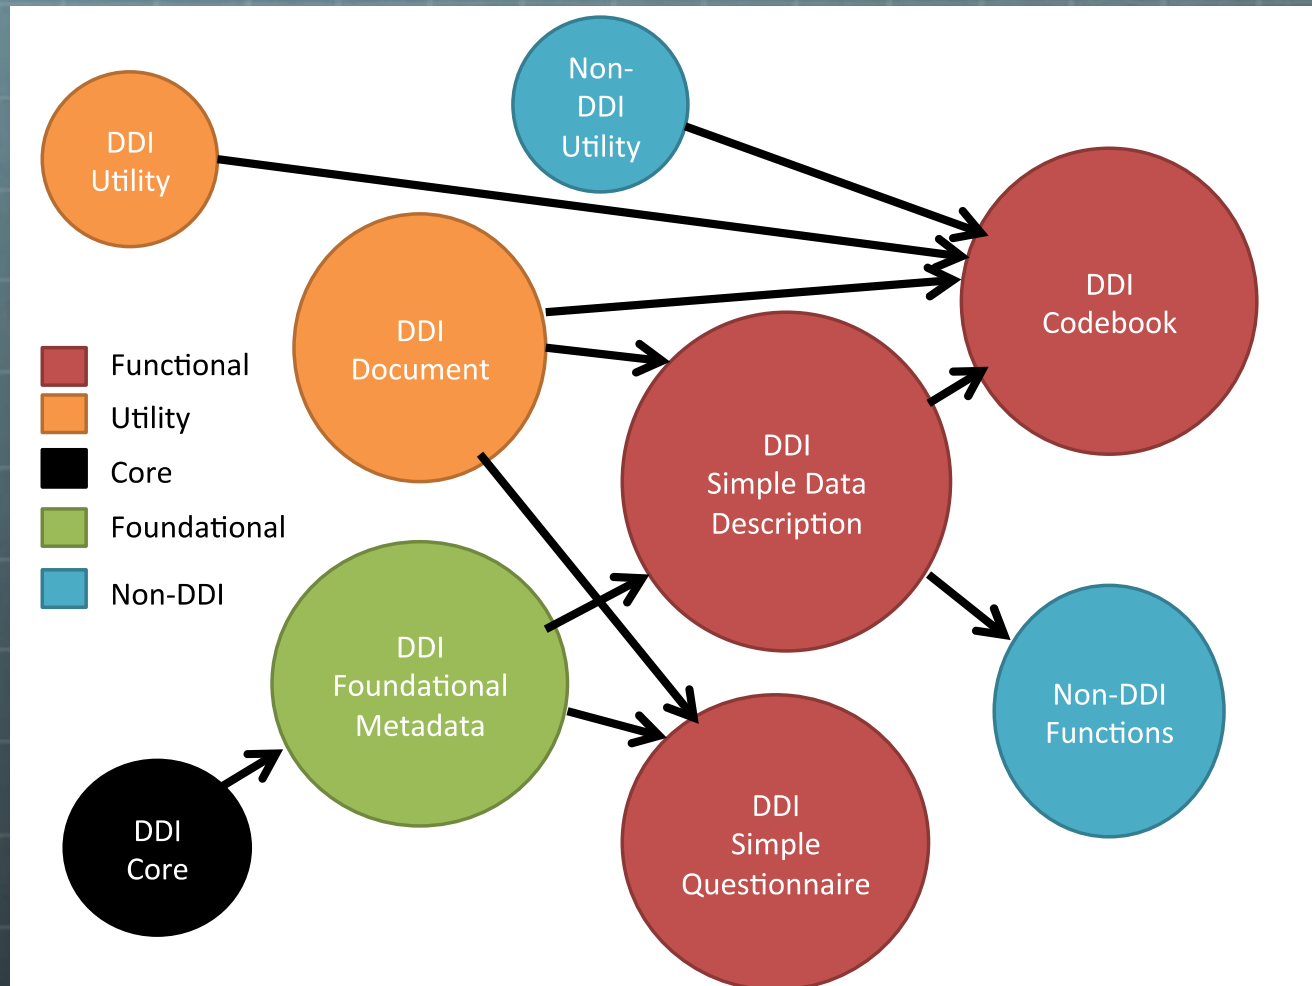 Non-
DDI
Utility
DDI
Utility
DDI
Codebook
DDI
Document
Functional
Utility
Core
Foundational
Non-DDI
DDI
Simple Data
Description
DDI
Foundational
Metadata
Non-DDI
Functions
DDI
Core
DDI
Simple
Questionnaire